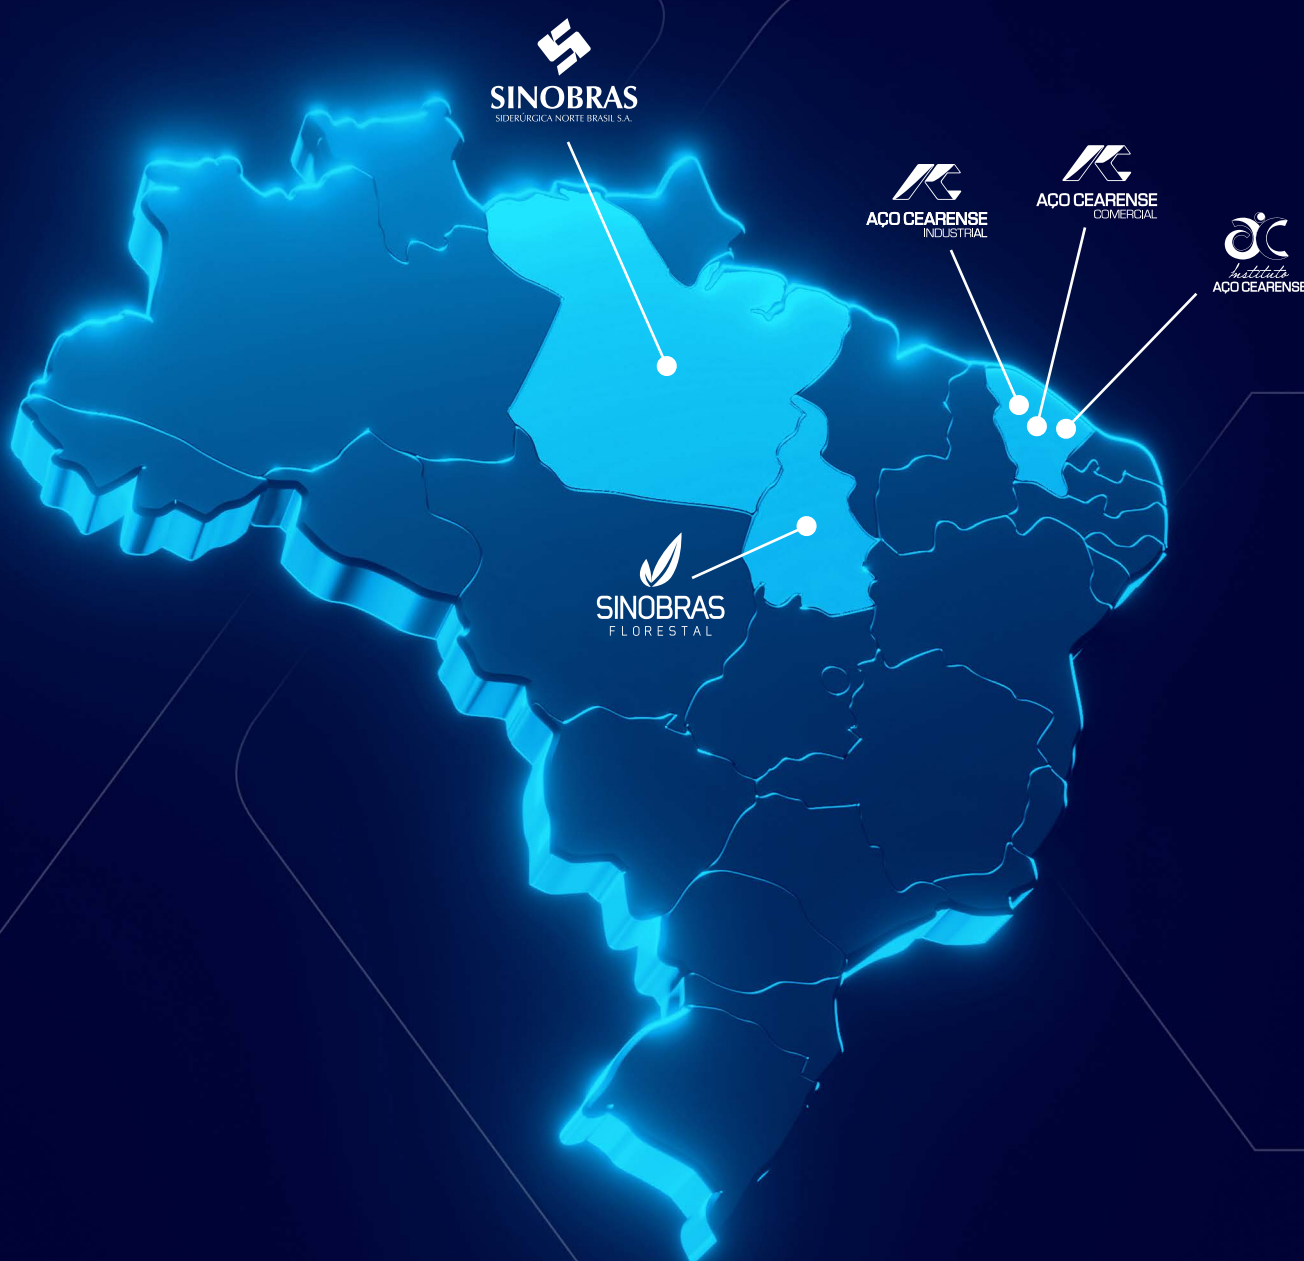 SINOBRAS
SIDERÚRGICA NORTE BRASIL S.A.
AÇO CEARENSE
INDUSTRIAL
AÇO CEARENSE
COMERCIAL
Instituto
AÇO CEARENSE
SINOBRAS
FLORESTAL